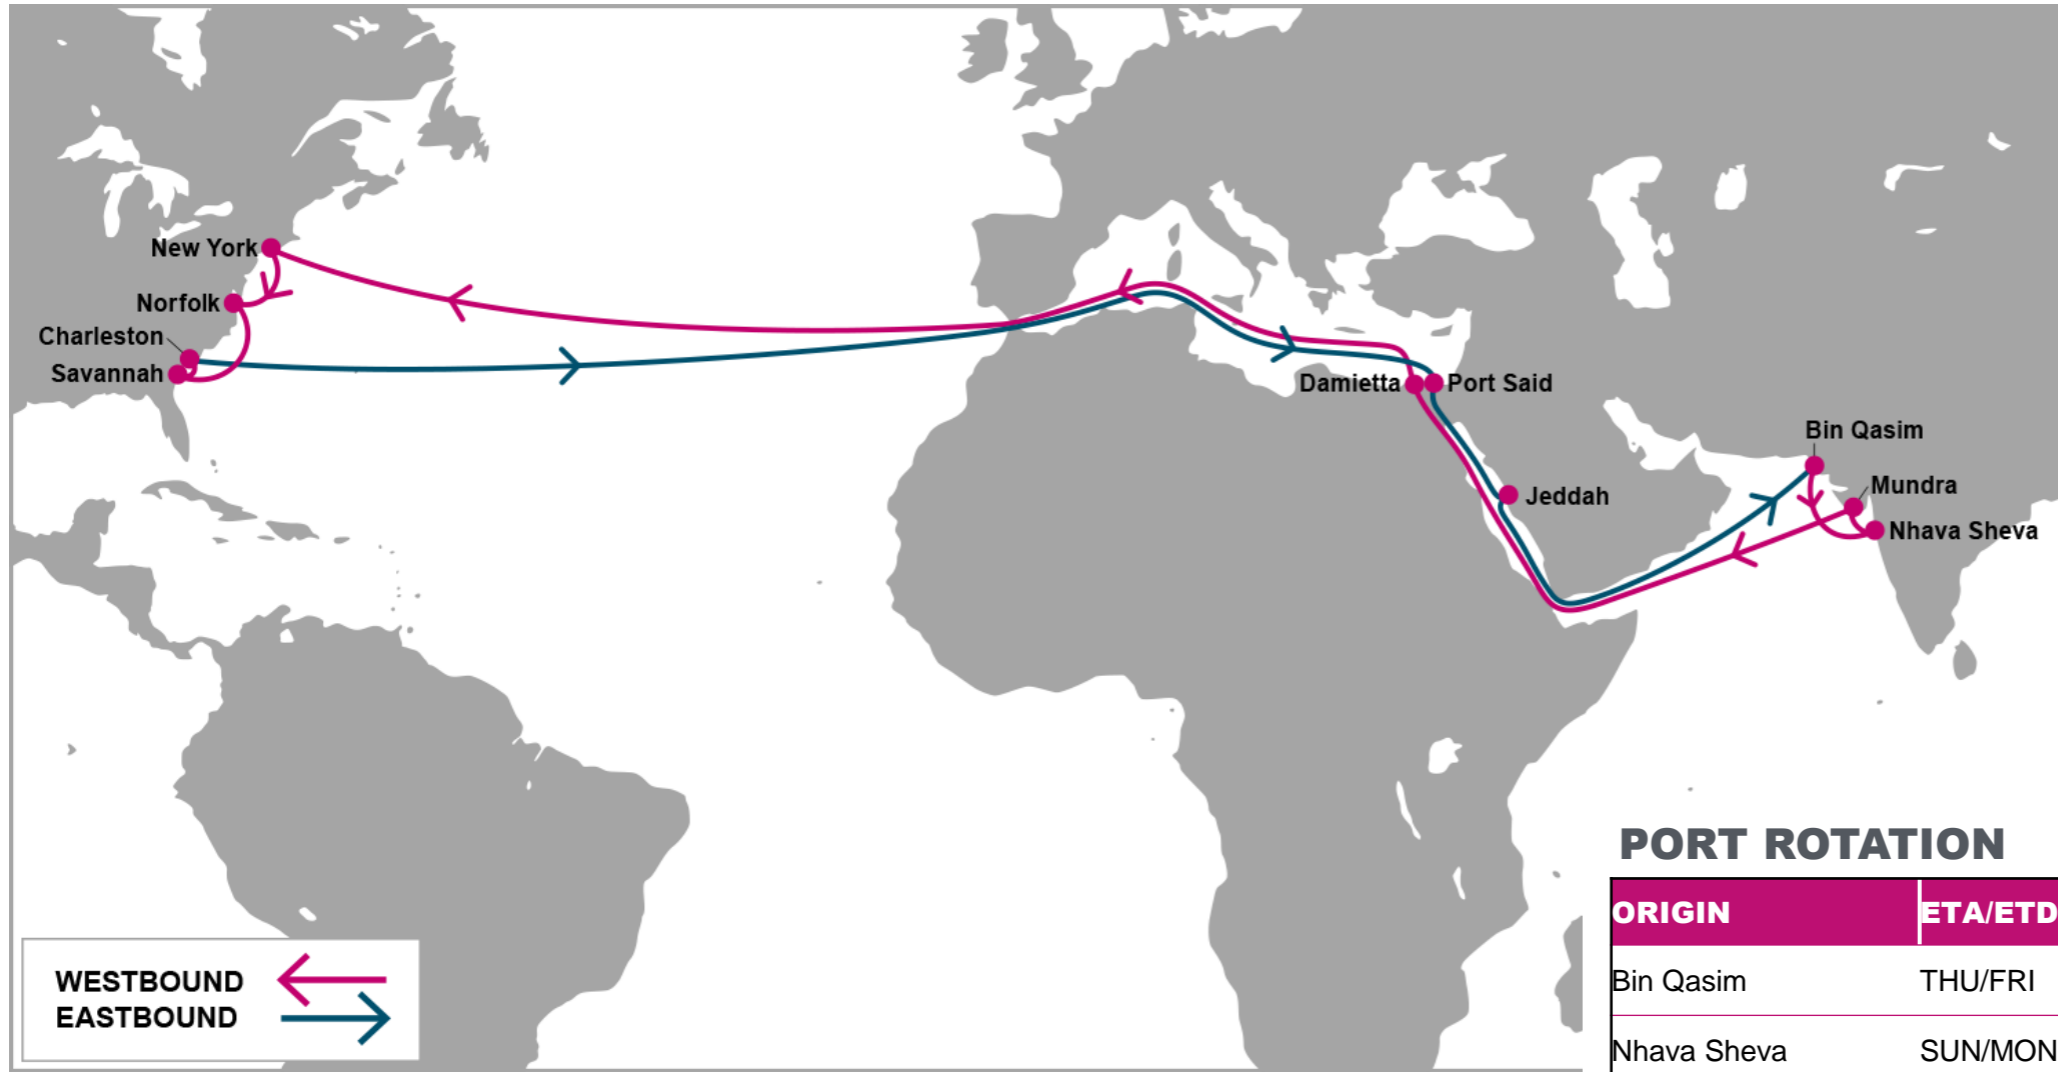 New York
Norfolk
Charleston
Savannah
Damietta
Port Said
Jeddah
Bin Qasim
Mundra
Nhava Sheva
WESTBOUND
EASTBOUND
PORT ROTATION
ORIGIN ETA/ETD
Bin Qasim THU/FRI
Nhava Sheva SUN/MON